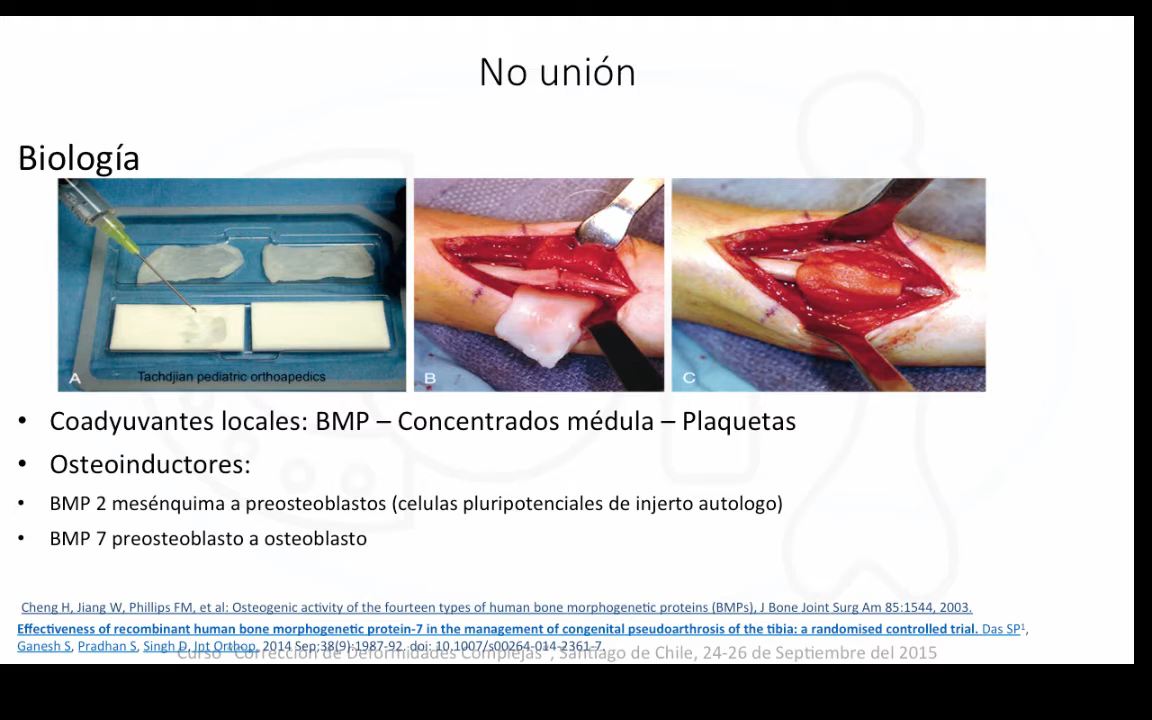 No unión
Biología
A
Tachdjian pediatric orthoapedics
B
C
• Coadyuvantes locales: BMP – Concentrados médula – Plaquetas
• Osteoinductores:
• BMP 2 mesénquima a preosteoblastos (celulas pluripotenciales de injerto autologo)
• BMP 7 preosteoblasto a osteoblasto
Cheng H, Jiang W, Phillips FM, et al: Osteogenic activity of the fourteen types of human bone morphogenetic proteins (BMPs), J Bone Joint Surg Am 85:1544, 2003.
Effectiveness of recombinant human bone morphogenetic protein-7 in the management of congenital pseudoarthrosis of the tibia: a randomised controlled trial. Das SP¹,
Ganesh S, Pradhan S, Singh D, Int Orthop. 2014 Sep;38(9):1987-92. doi: 10.1007/s00264-014-2361-7.
Curso "Corrección de Deformidades Complejas", Santiago de Chile, 24-26 de Septiembre del 2015